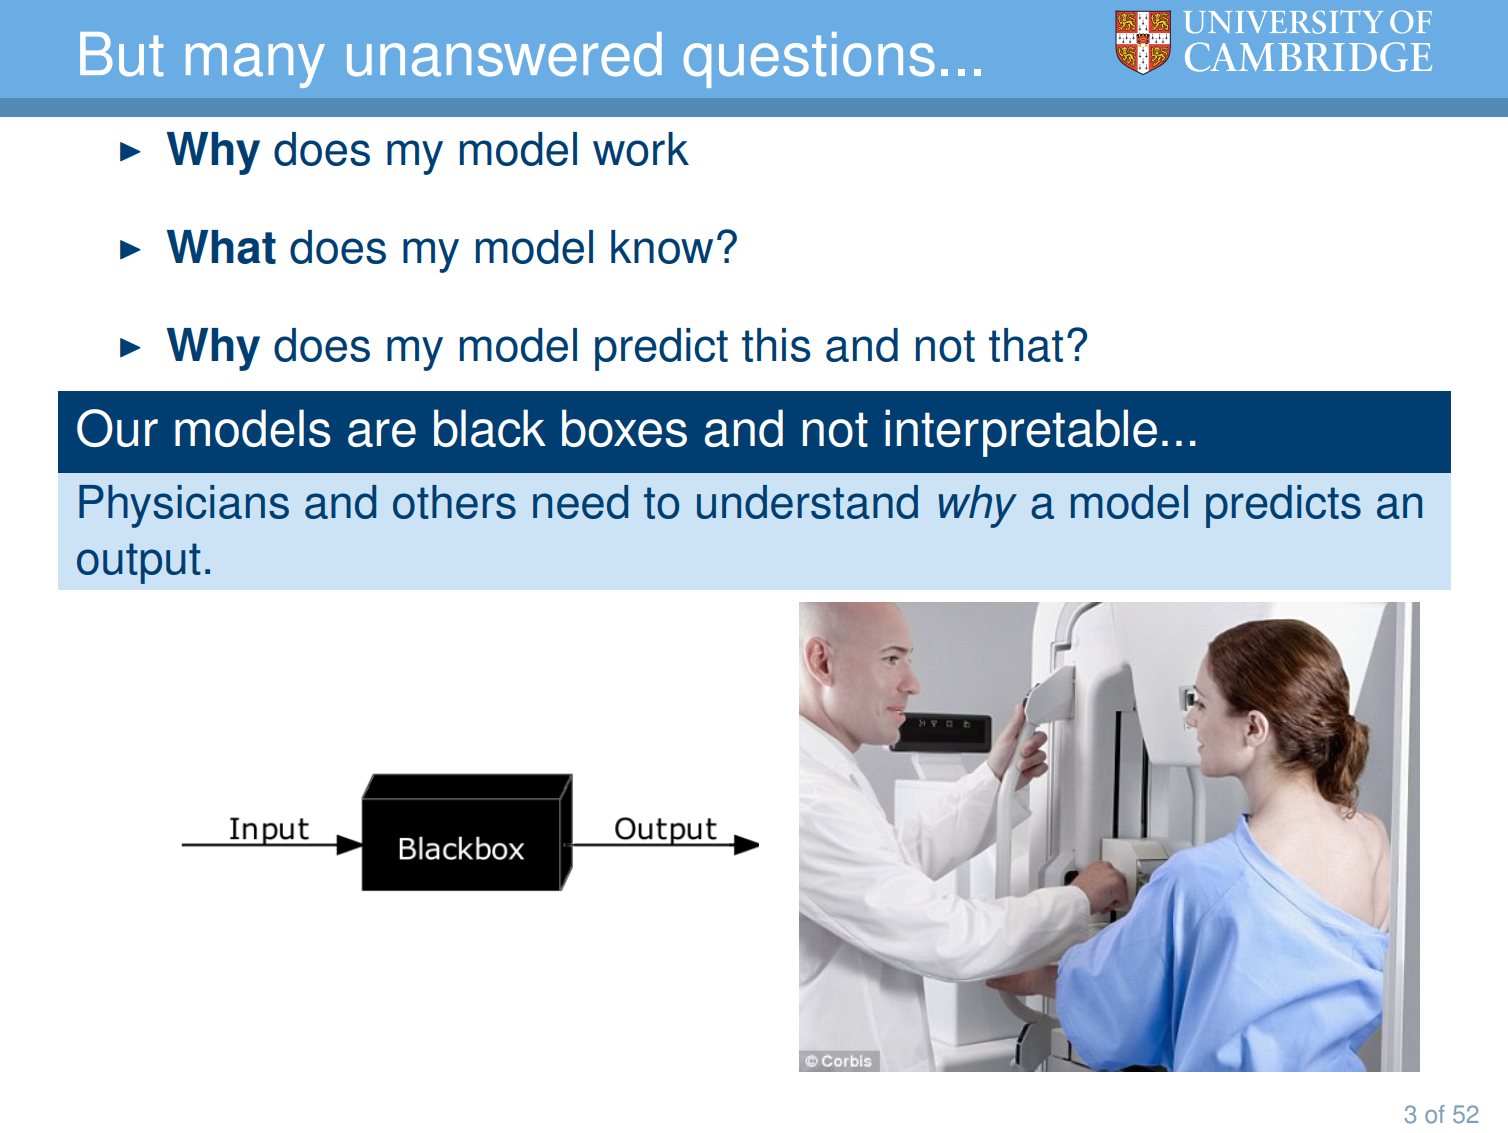 But many unanswered questions...
UNIVERSITY OF
CAMBRIDGE
Why does my model work
What does my model know?
Why does my model predict this and not that?
Our models are black boxes and not interpretable...
Physicians and others need to understand why a model predicts an
output.
Input
Blackbox
Output
© Corbis
3 of 52